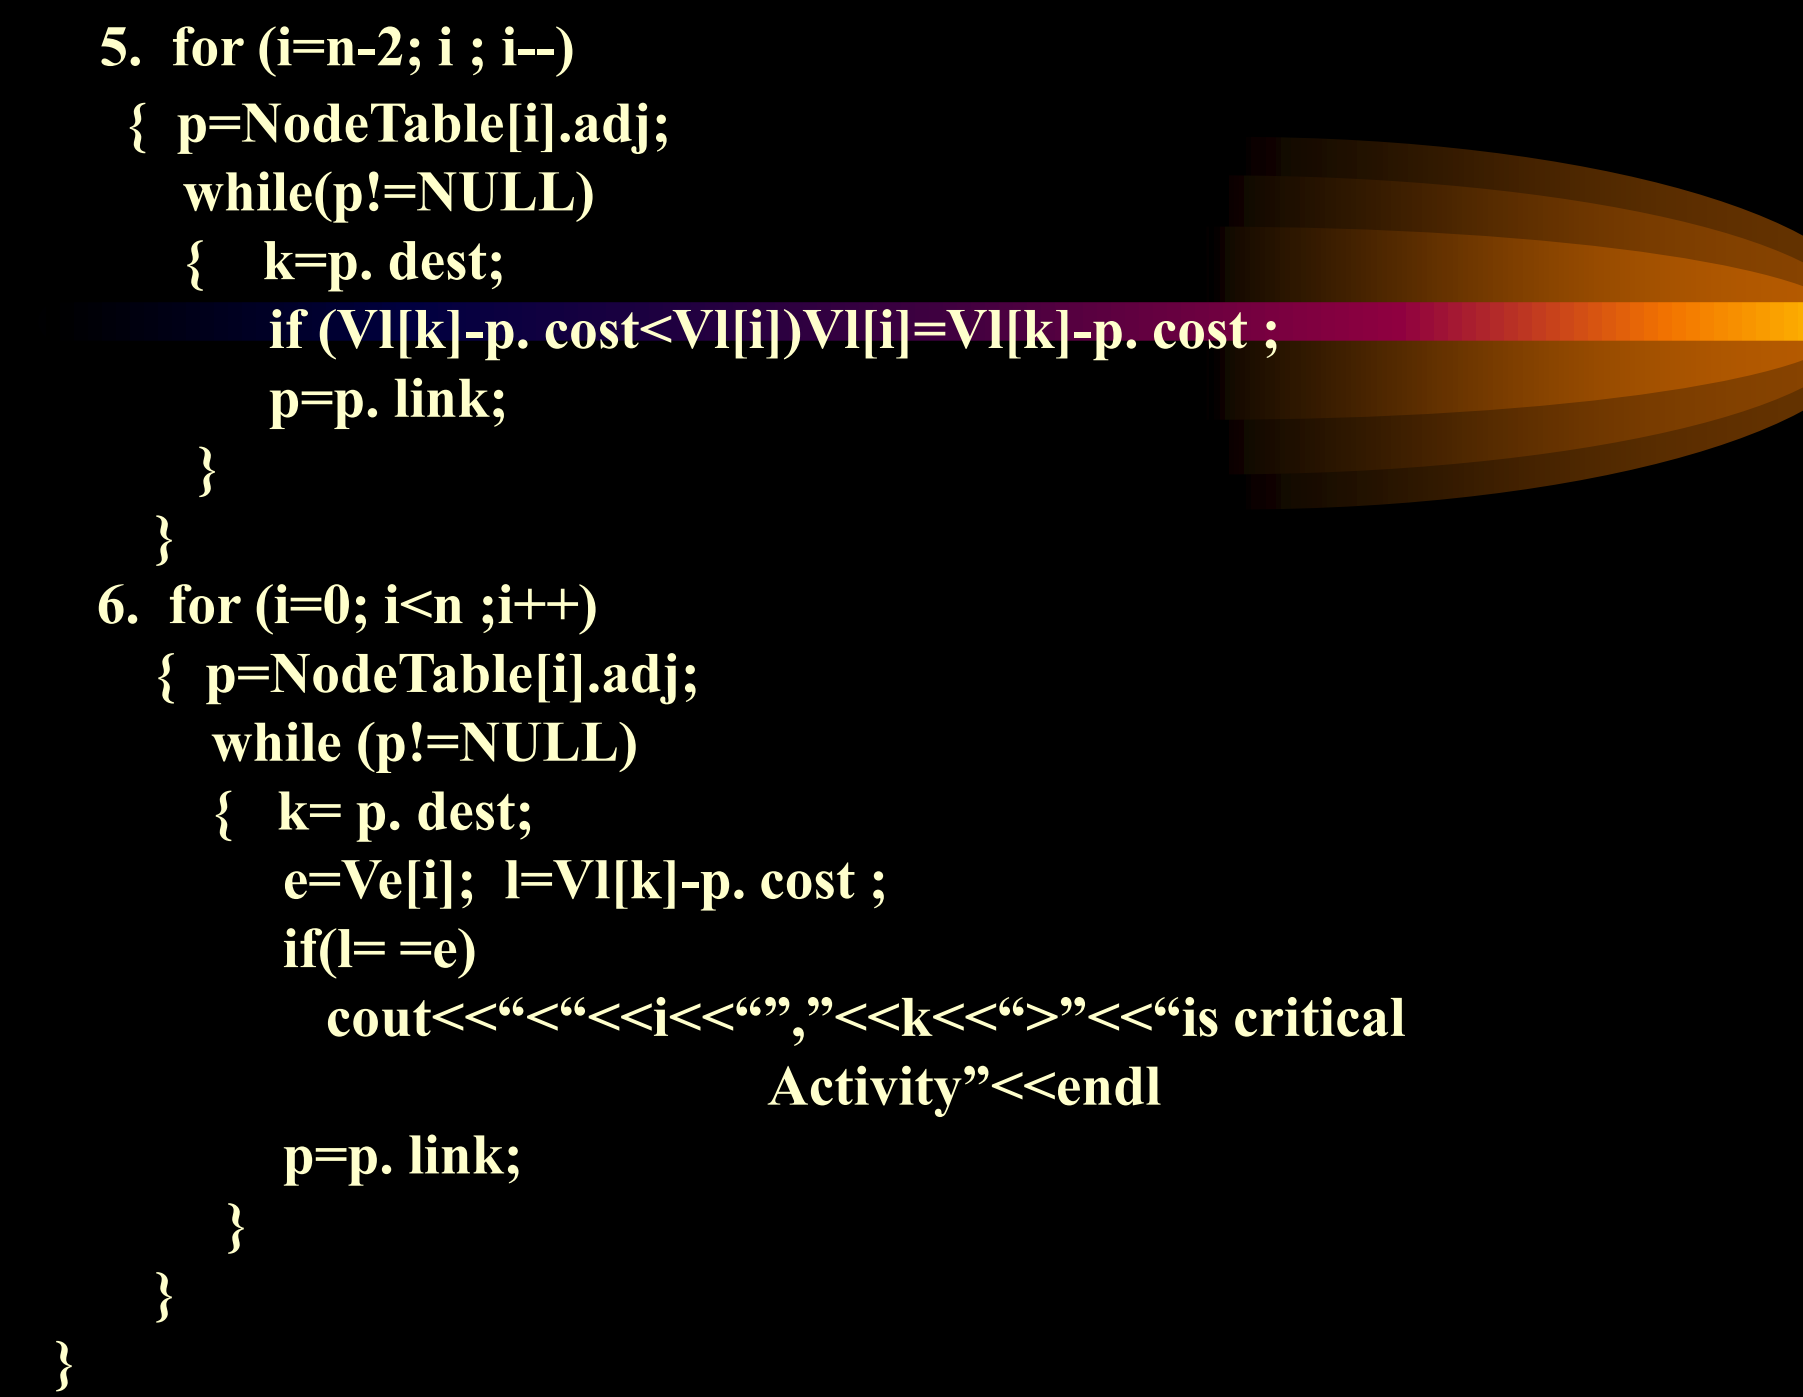 5. for (i=n-2; i ; i--)
{ p=NodeTable[i].adj;
while(p!=NULL)
{ k=p. dest;
if (Vl[k]-p. cost<Vl[i])Vl[i]=Vl[k]-p. cost ;
p=p. link;
}
}
6. for (i=0; i<n ;i++)
{ p=NodeTable[i].adj;
while (p!=NULL)
{ k= p. dest;
e=Ve[i]; l=Vl[k]-p. cost ;
if(l= =e)
cout<<“<“<<i<<“”,”<<k<<“>”<<“is critical
Activity”<<endl
p=p. link;
}
}
}